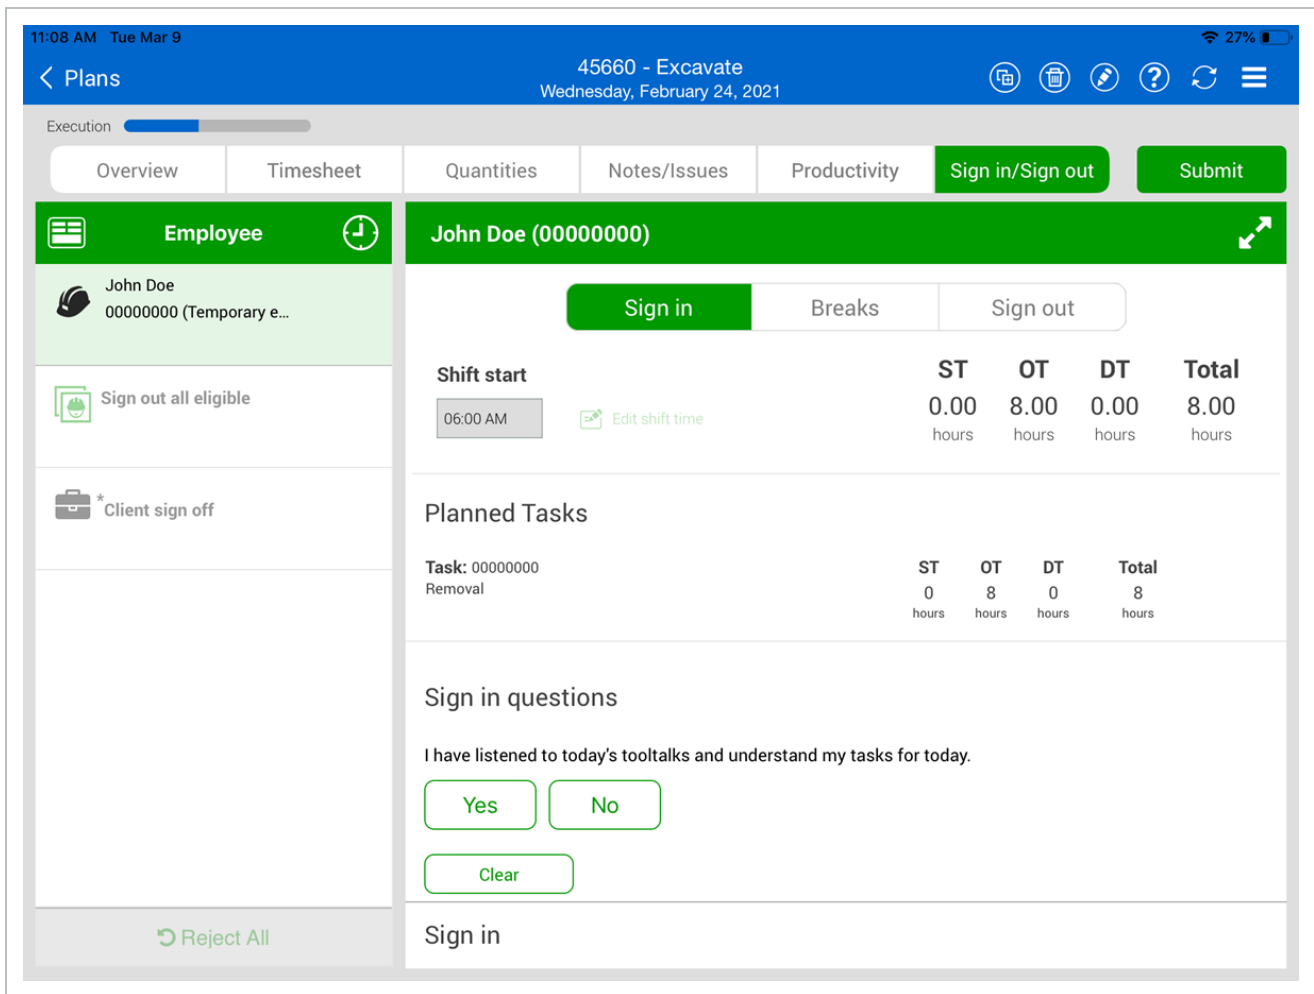 11:08 AM Tue Mar 9
27%
Plans
45660 - Excavate
Wednesday, February 24, 2021
Execution
Overview Timesheet Quantities Notes/Issues Productivity Sign in/Sign out Submit
Employee
John Doe
00000000 (Temporary e...
Sign out all eligible
*Client sign off
Reject All
John Doe (00000000)
Sign in Breaks Sign out
Shift start
06:00 AM
Edit shift time
ST OT DT Total
0.00 8.00 0.00 8.00
hours hours hours hours
Planned Tasks
Task: 00000000
Removal
ST OT DT Total
0 8 0 8
hours hours hours hours
Sign in questions
I have listened to today's tooltalks and understand my tasks for today.
Yes No
Clear
Sign in